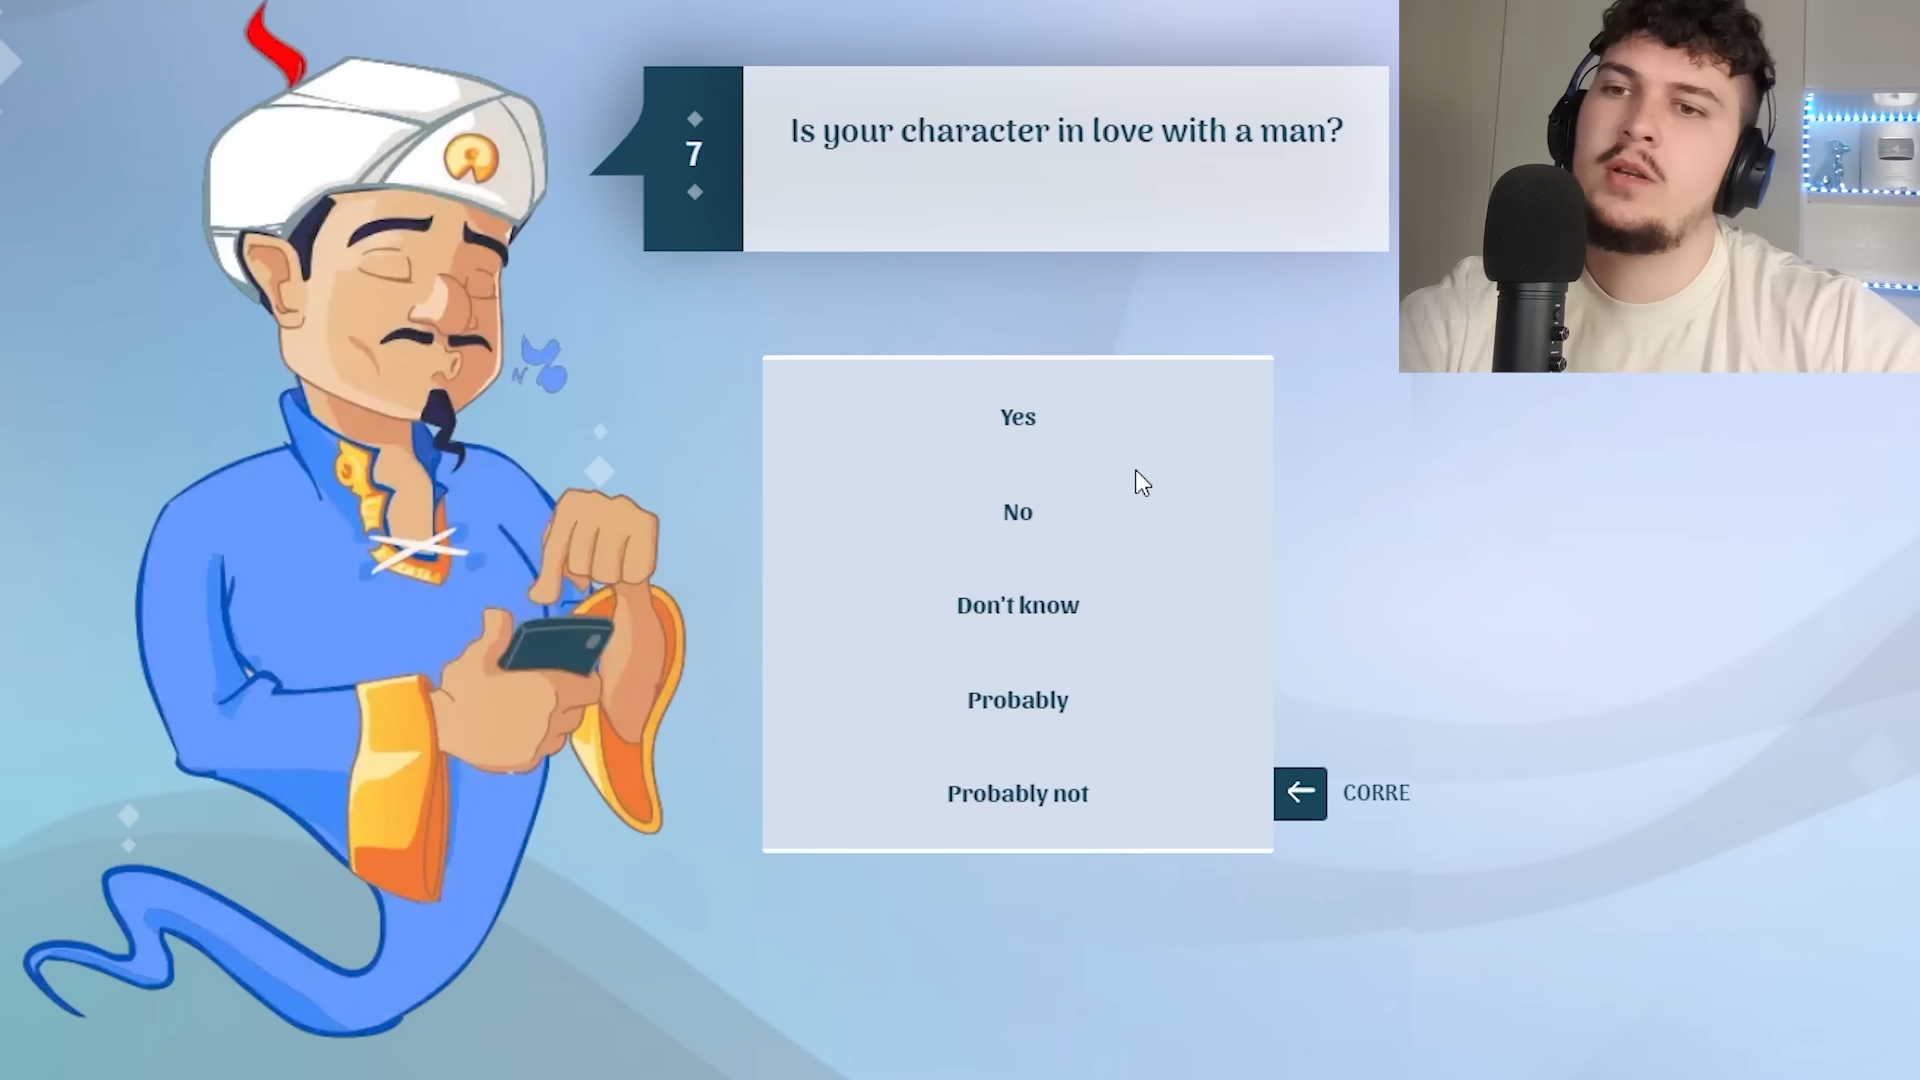 7
Is your character in love with a man?
Yes
No
Don't know
Probably
Probably not
CORRE